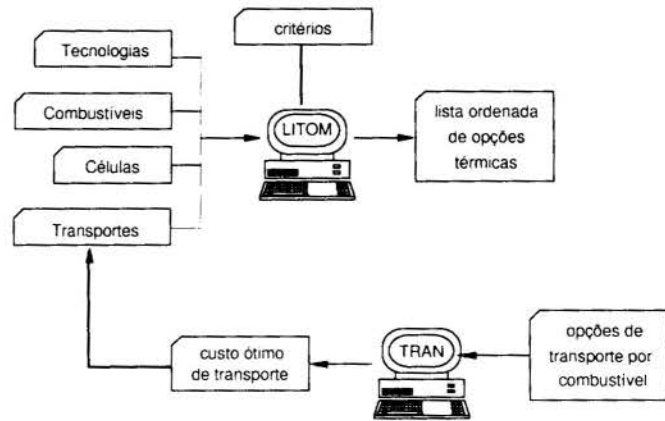 critérios
Tecnologias
Combustíveis
Células
Transportes
LITOM
lista ordenada
de opções
térmicas
custo ótimo
de transporte
TRAN
opções de
transporte por
combustível